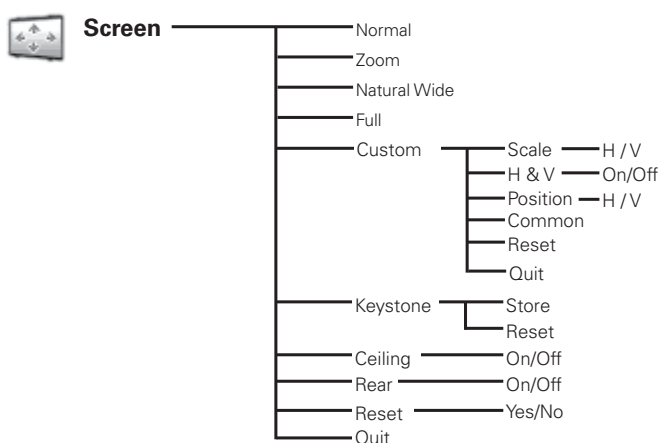 Screen
Normal
Zoom
Natural Wide
Full
Custom
Scale H / V
H & V On/Off
Position H / V
Common
Reset
Quit
Keystone Store
Reset
Ceiling On/Off
Rear On/Off
Reset Yes/No
Quit